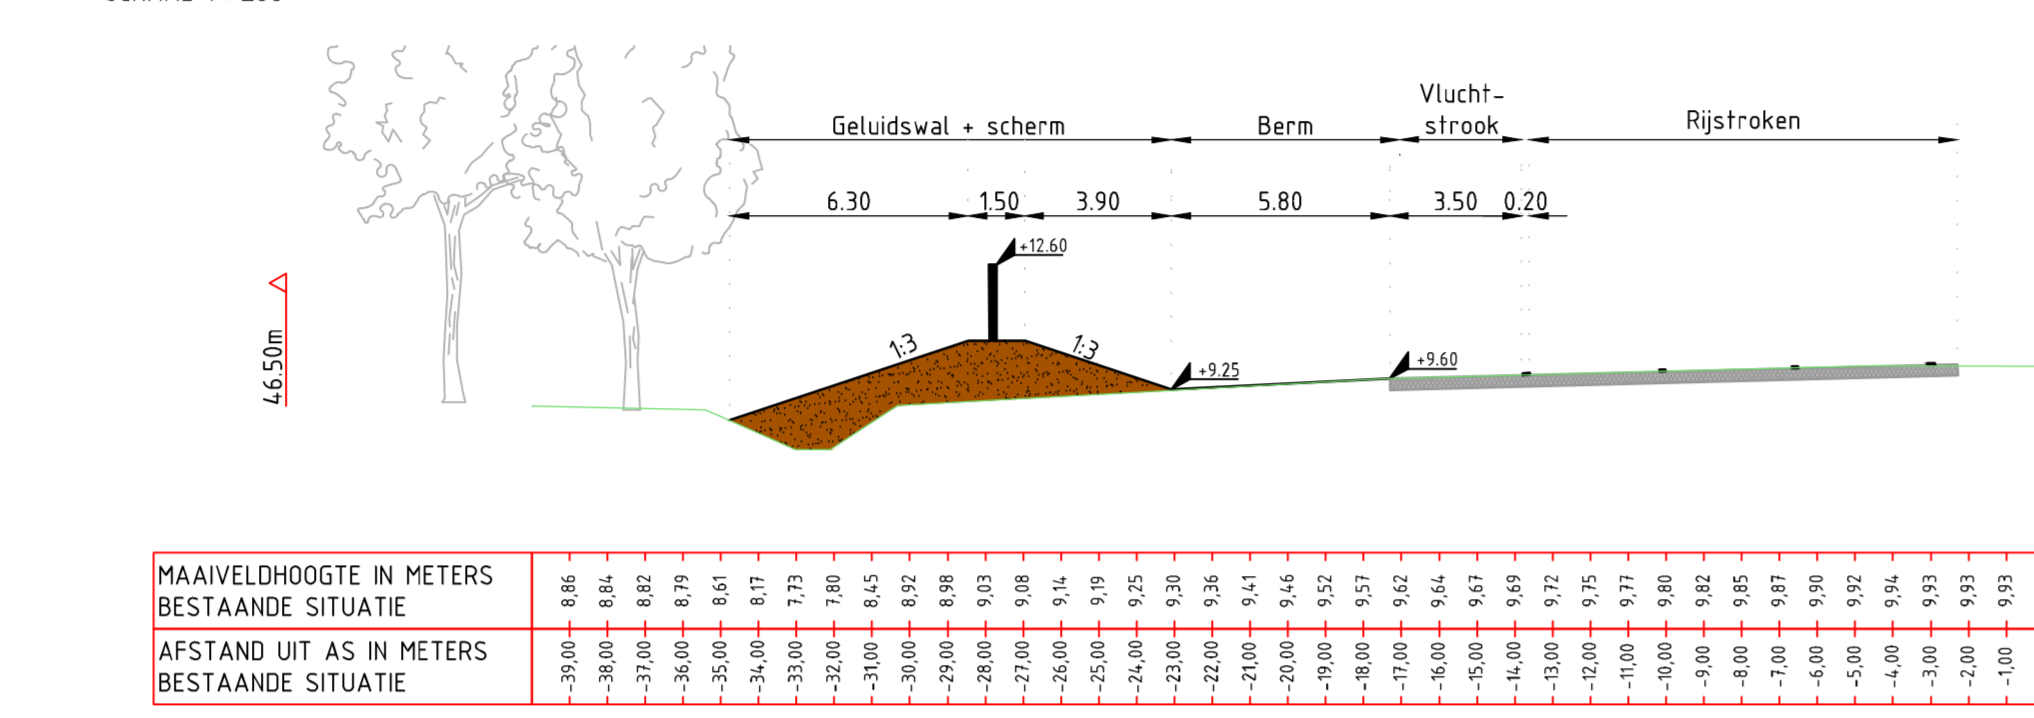 Vlucht-
Geluidswal + scherm Berm strook Rijstroken
6.30 1.50 3.90 5.80 3.50 0.20
+12.60
46.50m
1:3 1:3
+9.25 +9.60
MAAIVELDHOOGTE IN METERS
BESTAANDE SITUATIE
8,86 8,84 8,82 8,79 8,61 8,17 7,73 7,80 8,45 8,92 8,98 9,03 9,08 9,14 9,19 9,25 9,30 9,36 9,41 9,46 9,52 9,57 9,62 9,64 9,67 9,69 9,72 9,75 9,77 9,80 9,82 9,85 9,87 9,90 9,92 9,94 9,93 9,93 9,93
AFSTAND UIT AS IN METERS
BESTAANDE SITUATIE
-39,00 -38,00 -37,00 -36,00 -35,00 -34,00 -33,00 -32,00 -31,00 -30,00 -29,00 -28,00 -27,00 -26,00 -25,00 -24,00 -23,00 -22,00 -21,00 -20,00 -19,00 -18,00 -17,00 -16,00 -15,00 -14,00 -13,00 -12,00 -11,00 -10,00 -9,00 -8,00 -7,00 -6,00 -5,00 -4,00 -3,00 -2,00 -1,00